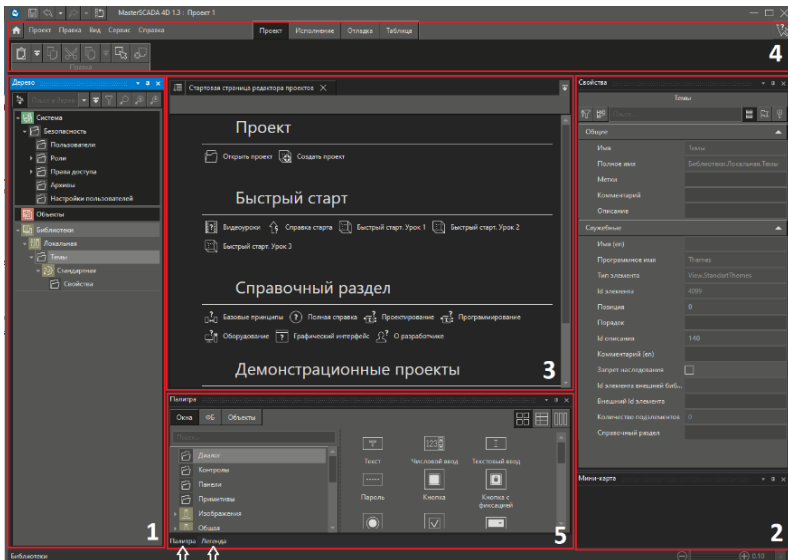 MasterSCADA 4D 1.3 : Проект 1
Проект Правка Вид Сервис Справка
Проект Исполнение Отладка Таблица
Правка
4
Дерево
Система
Безопасность
Пользователи
Роли
Права доступа
Архивы
Настройки пользователей
Объекты
Библиотеки
Локальная
Темы
Стандартная
Свойства
1
Стартовая страница редактора проектов
Проект
Открыть проект Создать проект
Быстрый старт
Видеоуроки Справка старта Быстрый старт. Урок 1 Быстрый старт. Урок 2
Быстрый старт. Урок 3
Справочный раздел
Базовые принципы Полная справка Проектирование Программирование
Оборудование Графический интерфейс О разработчике
Демонстрационные проекты
3
Палитра
Окна ФБ Объекты
Поиск...
Диалог
Контролы
Панели
Примитивы
Изображения
Общая
Текст Числовой ввод Текстовый ввод
Пароль Кнопка Кнопка с фиксацией
5
Палитра Легенда
Свойства
Темы
Общие
Имя Темы
Полное имя Библиотеки.Локальная.Темы
Метки
Комментарий
Описание
Служебные
Имя (en)
Программное имя Themes
Тип элемента View.StandortThemes
Id элемента 4099
Позиция 0
Порядок
Id описания 140
Комментарий (en)
Запрет наследования
Id элемента внешней биб...
Внешний Id элемента
Количество подэлементов 0
Справочный раздел
Мини-карта
2
Библиотеки
0,10